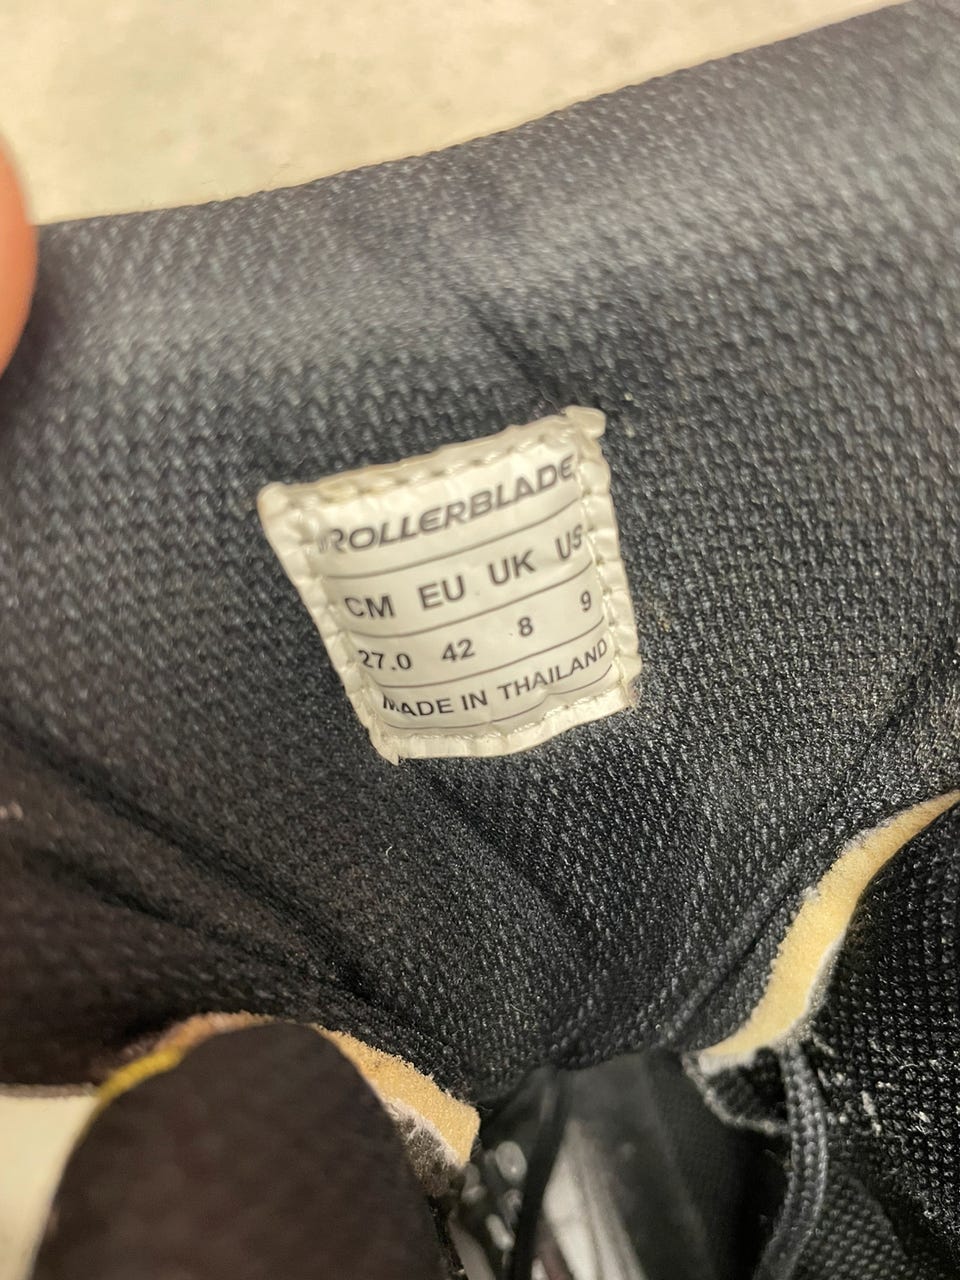 ROLLERBLADE
CM EU UK US
27.0 42 8 9
MADE IN THAILAND